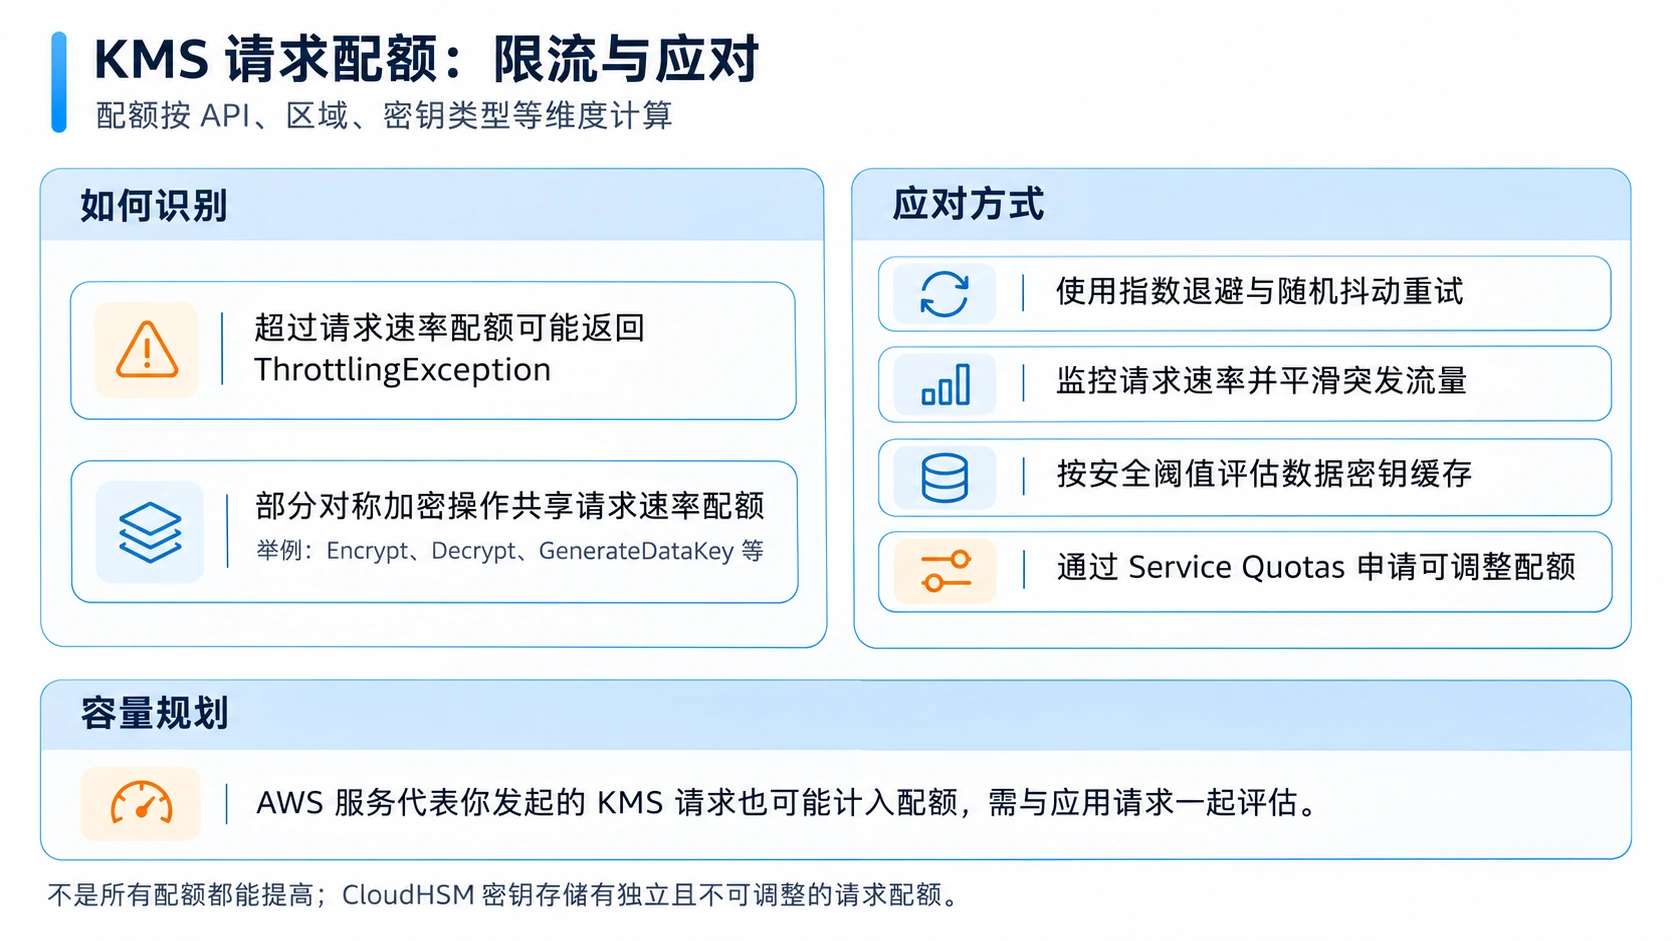 KMS 请求配额：限流与应对
配额按 API、区域、密钥类型等维度计算
如何识别
超过请求速率配额可能返回
ThrottlingException
部分对称加密操作共享请求速率配额
举例：Encrypt、Decrypt、GenerateDataKey 等
应对方式
使用指数退避与随机抖动重试
监控请求速率并平滑突发流量
按安全阈值评估数据密钥缓存
通过 Service Quotas 申请可调整配额
容量规划
AWS 服务代表你发起的 KMS 请求也可能计入配额，需与应用请求一起评估。
不是所有配额都能提高；CloudHSM 密钥存储有独立且不可调整的请求配额。